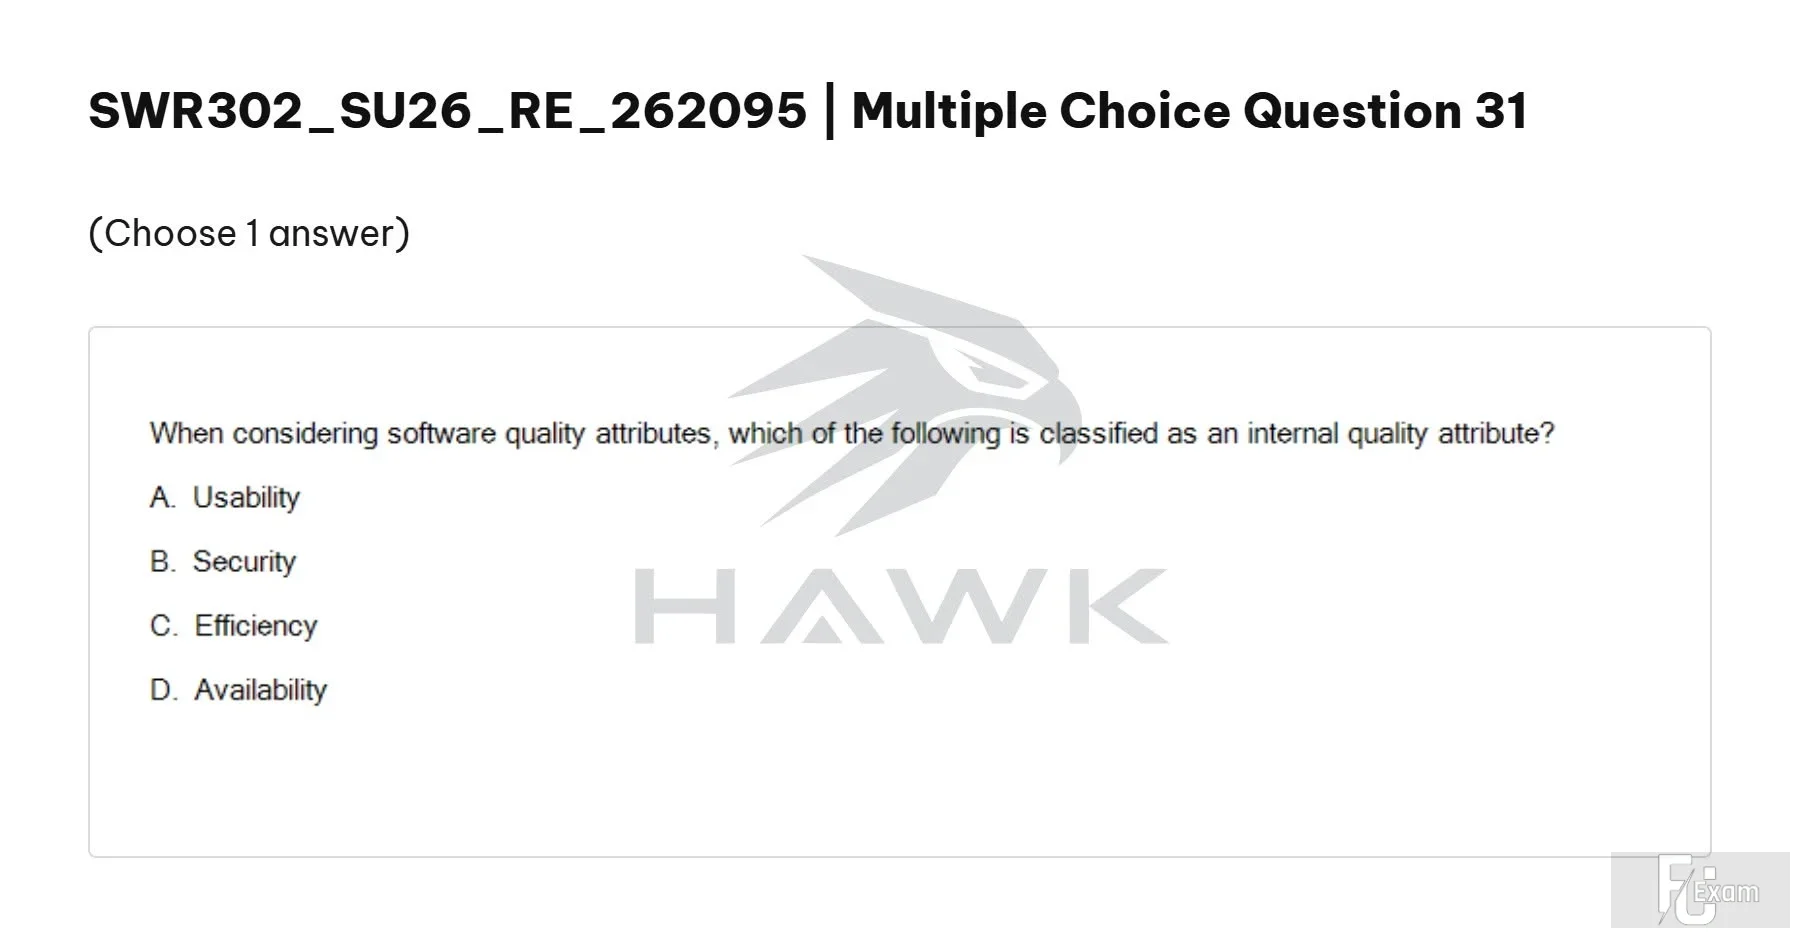 SWR302_SU26_RE_262095 | Multiple Choice Question 31
(Choose 1 answer)
When considering software quality attributes, which of the following is classified as an internal quality attribute?
A. Usability
B. Security
C. Efficiency
D. Availability
HAWK
FU Exam